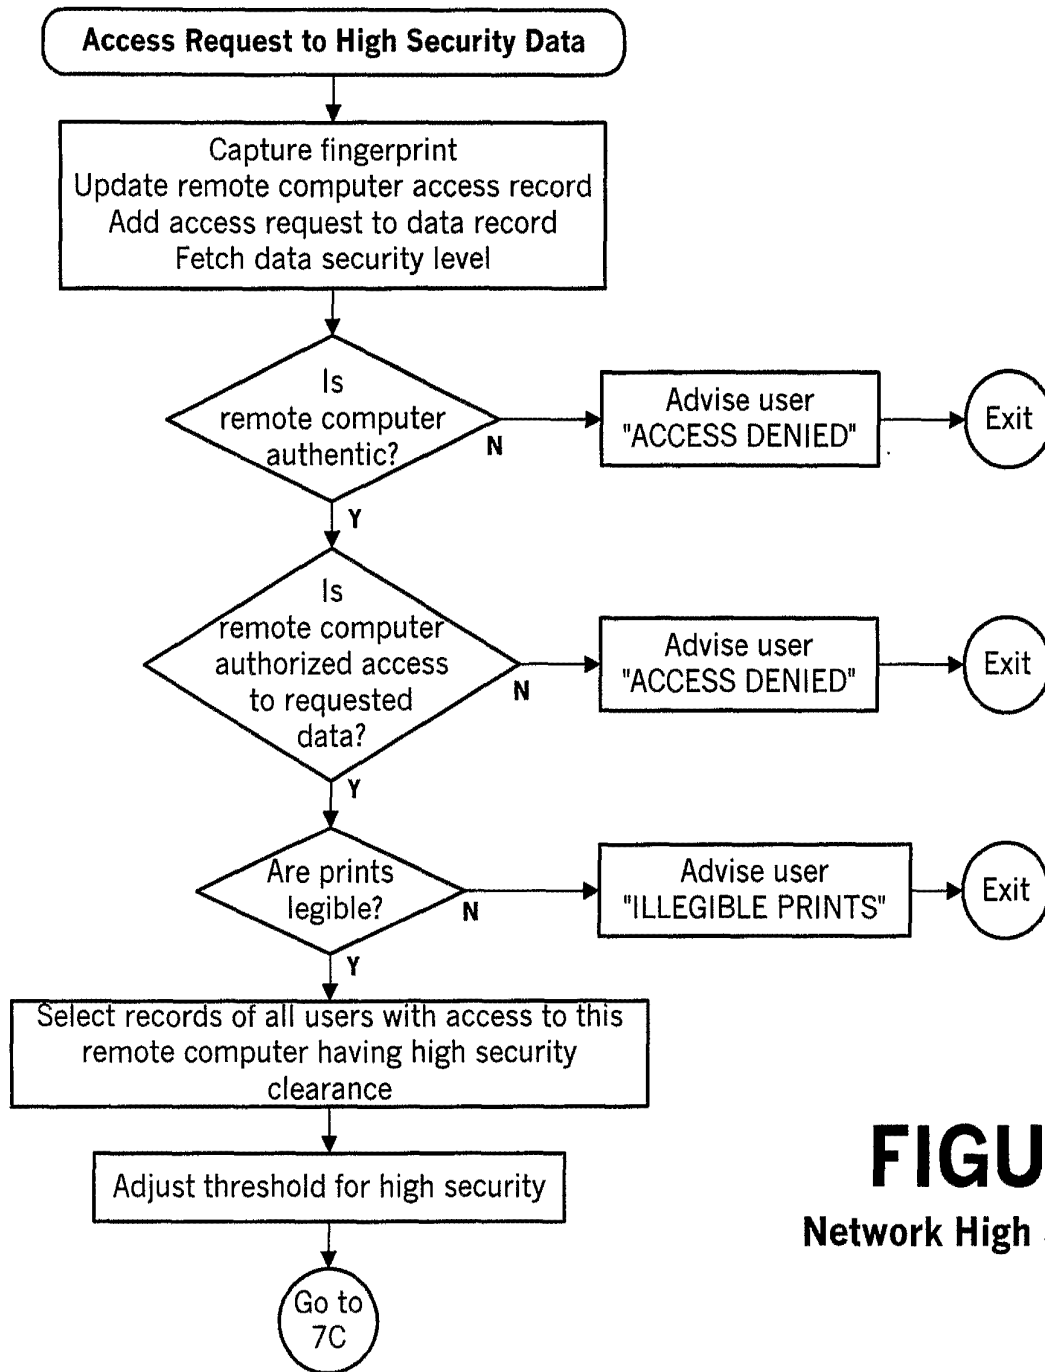 Access Request to High Security Data
Capture fingerprint
Update remote computer access record
Add access request to data record
Fetch data security level
Is
remote computer
authentic?
N
Advise user
"ACCESS DENIED"
Exit
Y
Is
remote computer
authorized access
to requested
data?
N
Advise user
"ACCESS DENIED"
Exit
Y
Are prints
legible?
N
Advise user
"ILLEGIBLE PRINTS"
Exit
Y
Select records of all users with access to this
remote computer having high security
clearance
Adjust threshold for high security
Go to
7C
FIGU
Network High